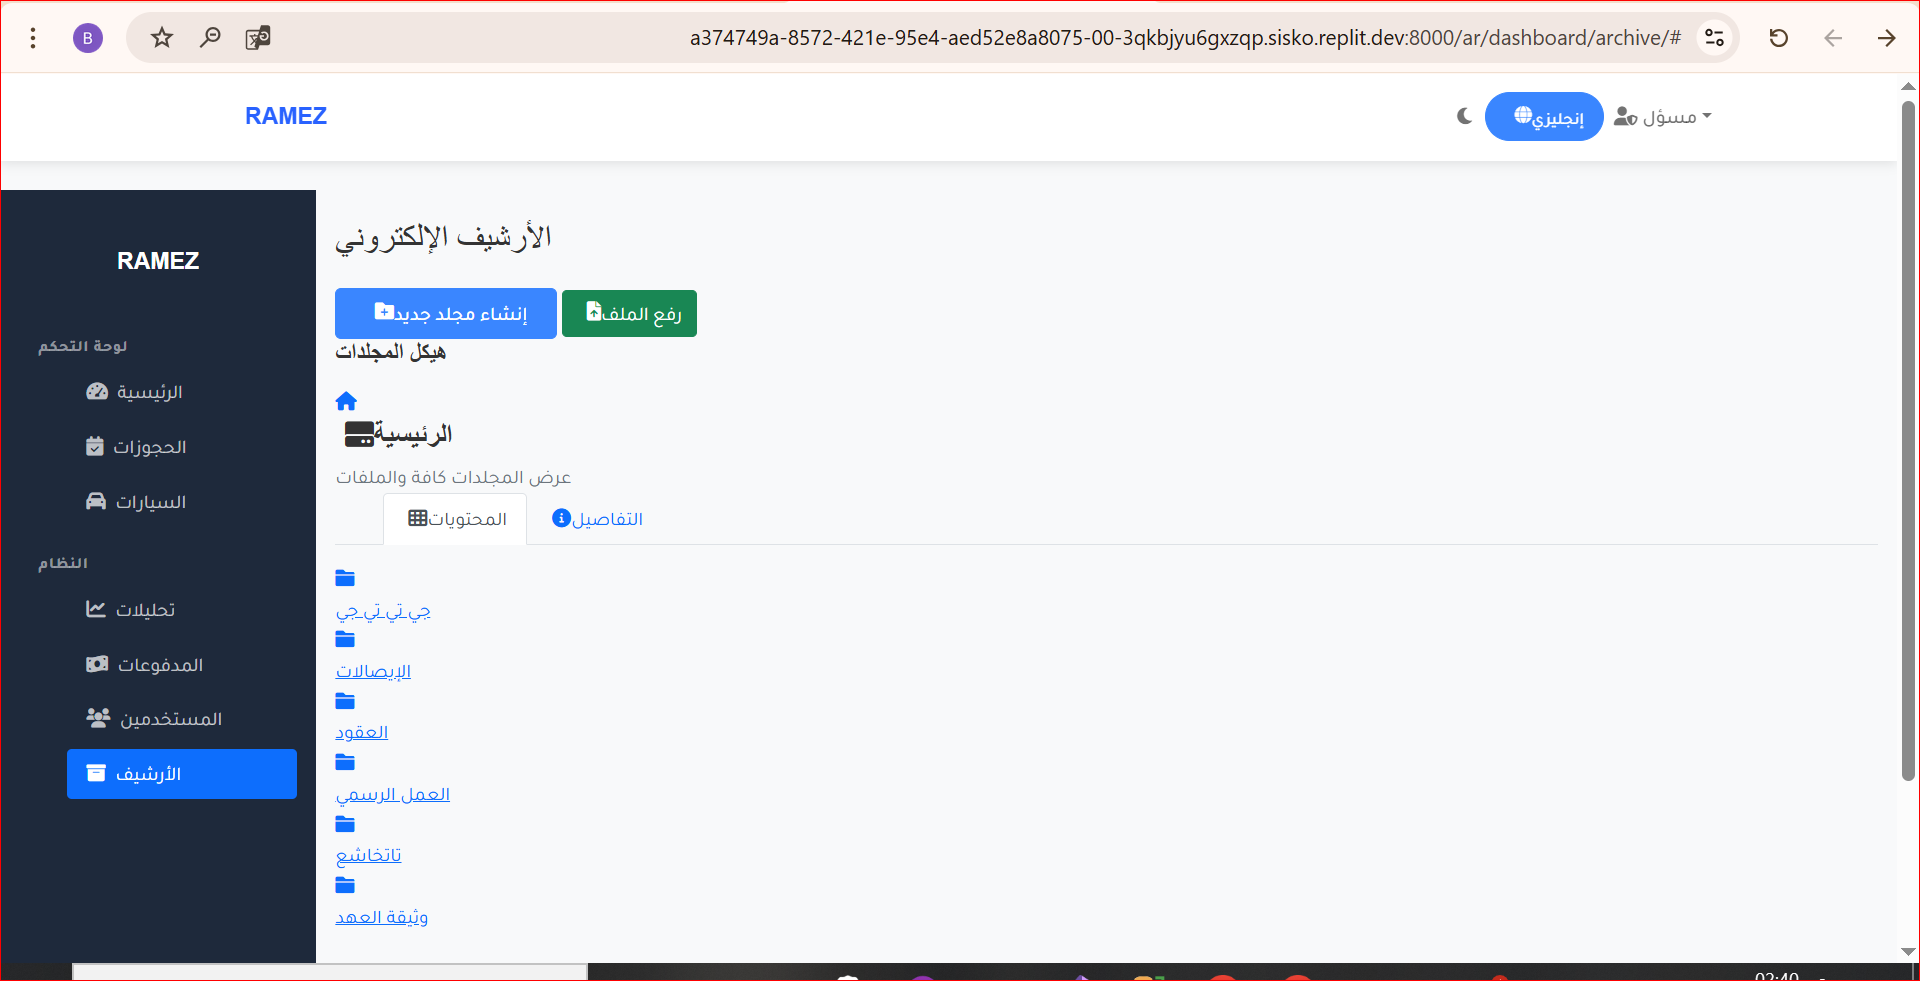 B
a374749a-8572-421e-95e4-aed52e8a8075-00-3qkbjyu6gxzqp.sisko.replit.dev:8000/ar/dashboard/archive/#
RAMEZ
إنجليزي
مسؤل
RAMEZ
لوحة التحكم
الرئيسية
الحجوزات
السيارات
النظام
تحليلات
المدفوعات
المستخدمين
الأرشيف
الأرشيف الإلكتروني
إنشاء مجلد جديد
رفع الملف
هيكل المجلدات
الرئيسية
عرض المجلدات كافة والملفات
المحتويات
التفاصيل
جي تي تي جي
الإيصالات
العقود
العمل الرسمي
تاتخاشع
وثيقة العهد
02:40